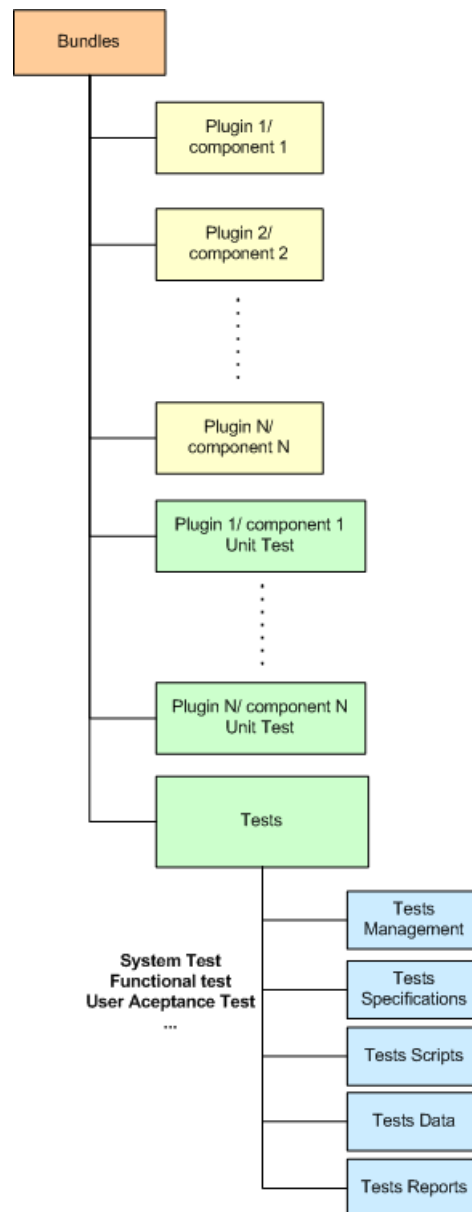 Bundles
Plugin 1/
component 1
Plugin 2/
component 2
Plugin N/
component N
Plugin 1/ component 1
Unit Test
Plugin N/ component N
Unit Test
Tests
Tests
Management
System Test
Functional test
User Aceptance Test
...
Tests
Specifications
Tests Scripts
Tests Data
Tests Reports